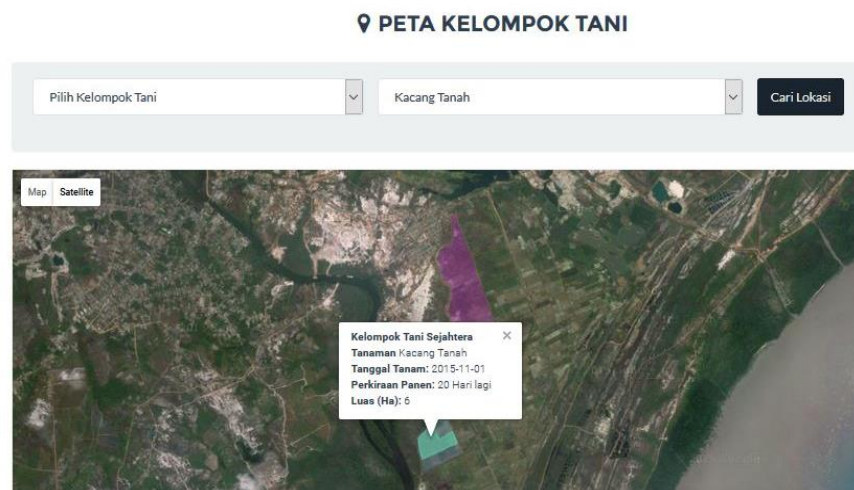 PETA KELOMPOK TANI
Pilih Kelompok Tani
Kacang Tanah
Cari Lokasi
Map Satellite
Kelompok Tani Sejahtera
Tanaman Kacang Tanah
Tanggal Tanam: 2015-11-01
Perkiraan Panen: 20 Hari lagi
Luas (Ha): 6